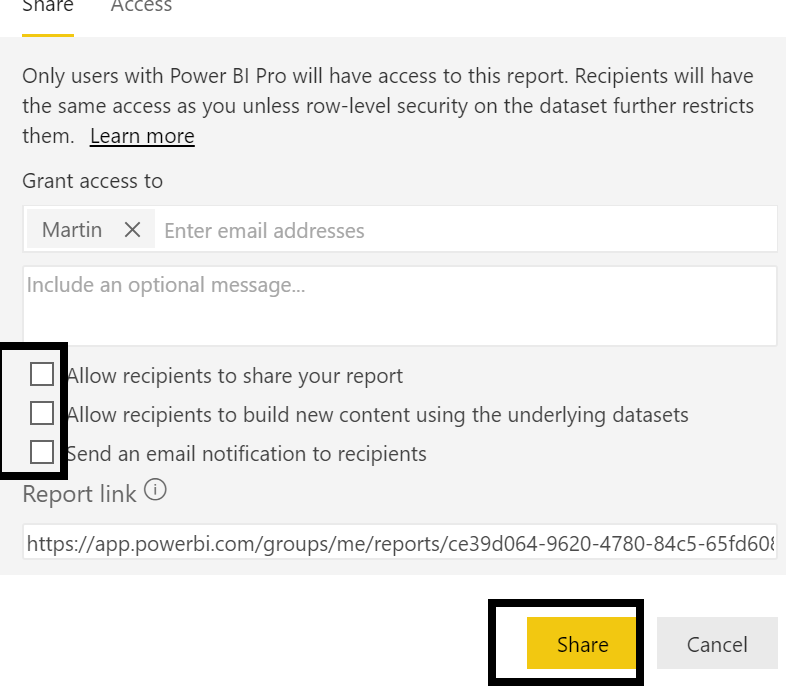 Share Access
Only users with Power BI Pro will have access to this report. Recipients will have
the same access as you unless row-level security on the dataset further restricts
them. Learn more
Grant access to
Martin Enter email addresses
Include an optional message...
Allow recipients to share your report
Allow recipients to build new content using the underlying datasets
Send an email notification to recipients
Report link
https://app.powerbi.com/groups/me/reports/ce39d064-9620-4780-84c5-65fd608
Share Cancel